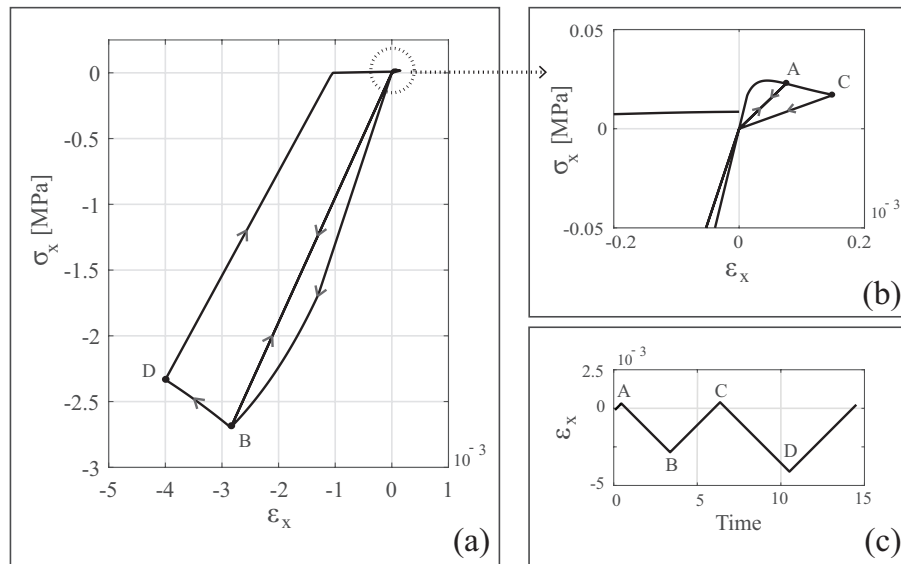 0
-0.5
-1
-1.5
-2
-2.5
-3
σx [MPa]
D
B
10-3
-5 -4 -3 -2 -1 0 1
εx
(a)
0.05
0
-0.05
σx [MPa]
A
C
10-3
-0.2 0 0.2
εx
(b)
10-3
2.5
0
-5
εx
A
C
B
D
0 5 10 15
Time
(c)